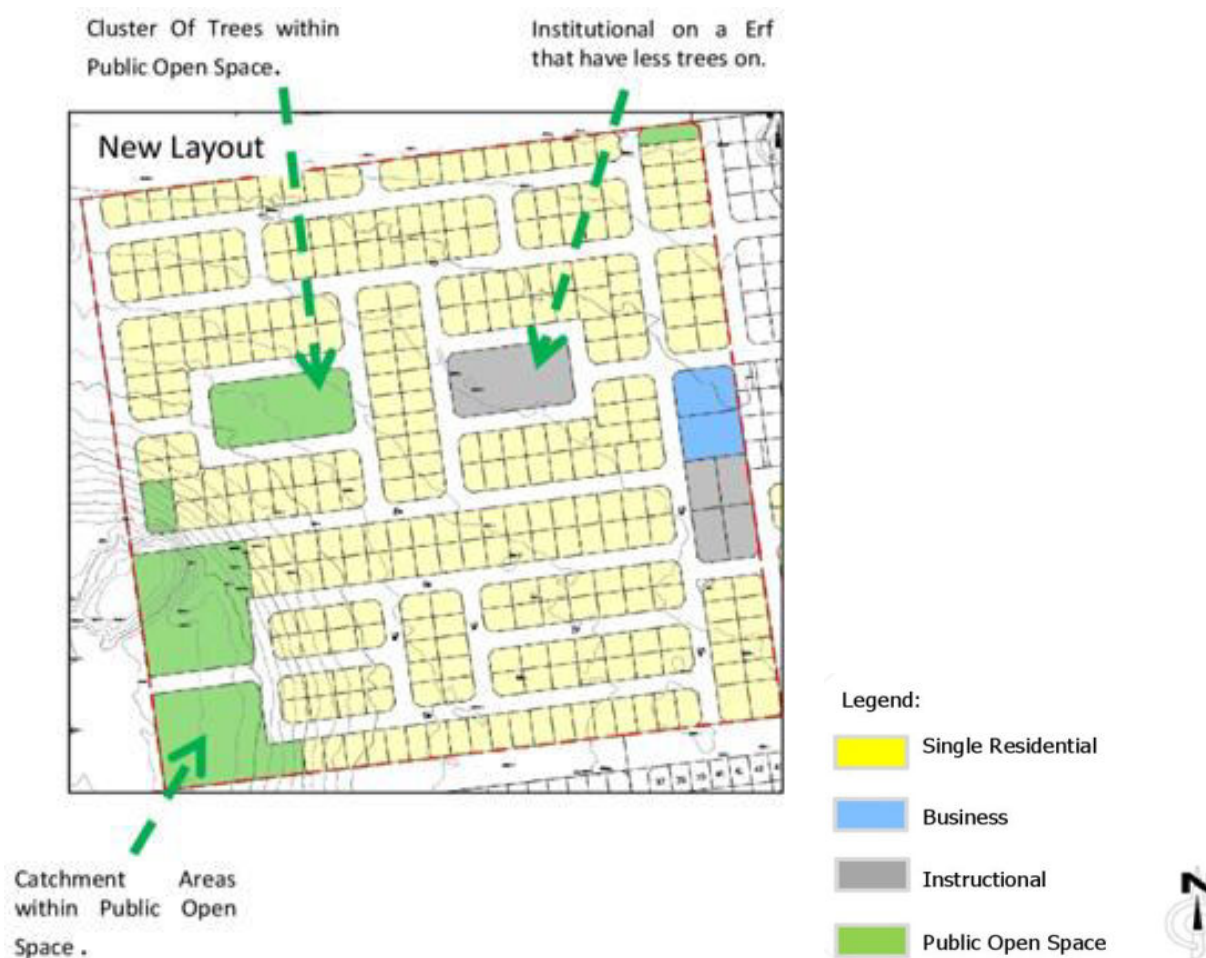 Cluster Of Trees within
Public Open Space.
Institutional on a Erf
that have less trees on.
New Layout
Catchment Areas
within Public Open
Space .
Legend:
Single Residential
Business
Instructional
Public Open Space
N